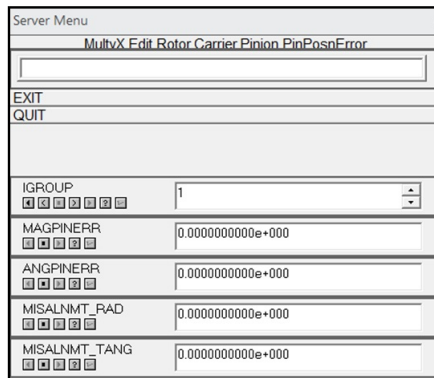 Server Menu
MultyX Edit Rotor Carrier Pinion PinPosnError
EXIT
QUIT
IGROUP
1
MAGPINERR
0.0000000000e+000
ANGPINERR
0.0000000000e+000
MISALNMT_RAD
0.0000000000e+000
MISALNMT_TANG
0.0000000000e+000